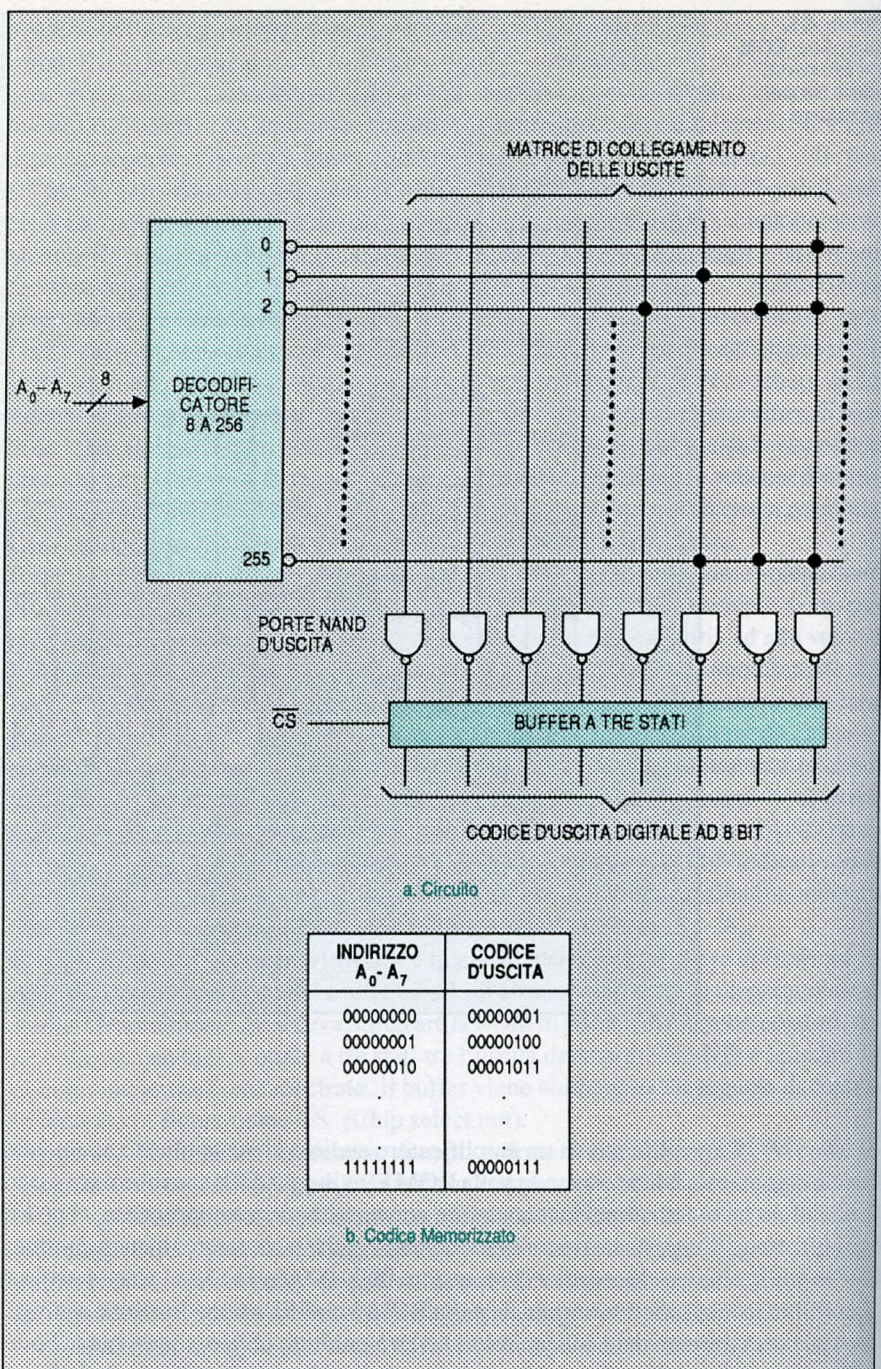 MATRICE DI COLLEGAMENTO
DELLE USCITE
0
1
2
A0 – A7
8
DECODIFI-
CATORE
8 A 256
255
PORTE NAND
D'USCITA
CS
BUFFER A TRE STATI
CODICE D'USCITA DIGITALE AD 8 BIT
a. Circuito
INDIRIZZO A0 - A7 CODICE D'USCITA
00000000 00000001
00000001 00000100
00000010 00001011
. .
. .
. .
11111111 00000111
b. Codice Memorizzato